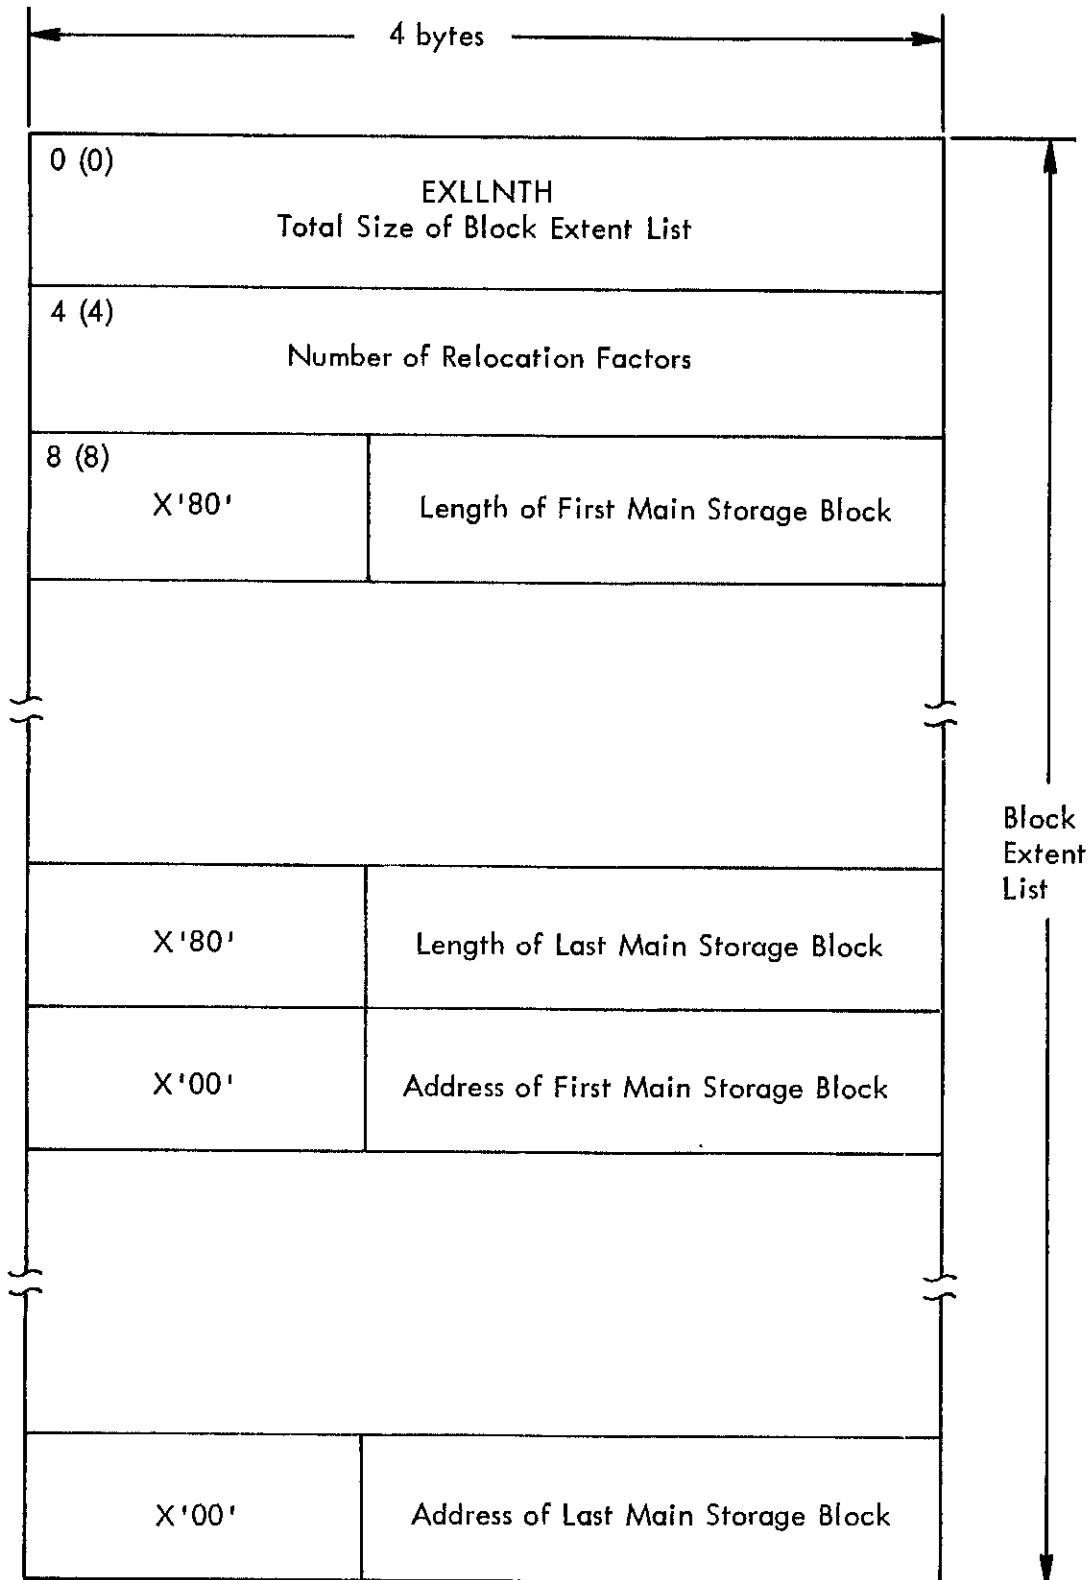 4 bytes
0 (0)
EXLLNTH
Total Size of Block Extent List
4 (4)
Number of Relocation Factors
8 (8)
X'80'
Length of First Main Storage Block
Block
Extent
List
X'80'
Length of Last Main Storage Block
X'00'
Address of First Main Storage Block
X'00'
Address of Last Main Storage Block